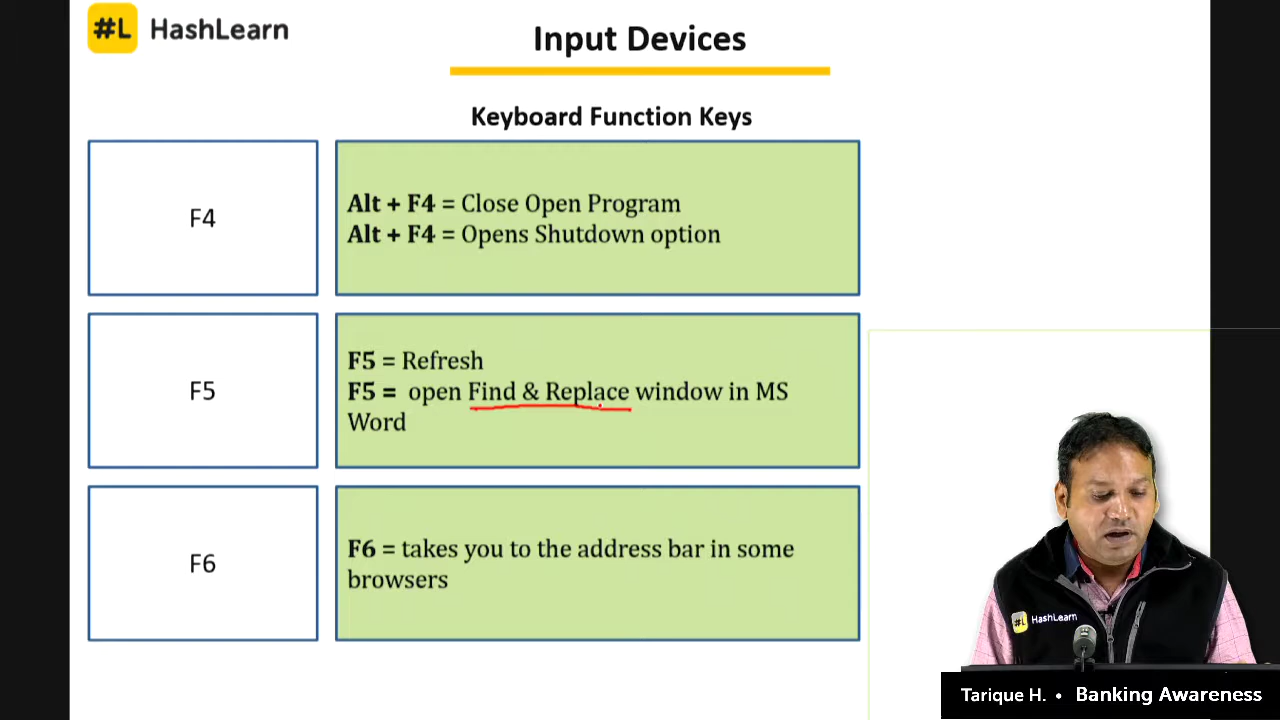 #L HashLearn
Input Devices
Keyboard Function Keys
F4
Alt + F4 = Close Open Program
Alt + F4 = Opens Shutdown option
F5
F5 = Refresh
F5 = open Find & Replace window in MS
Word
F6
F6 = takes you to the address bar in some
browsers
#L HashLearn
Tarique H. • Banking Awareness